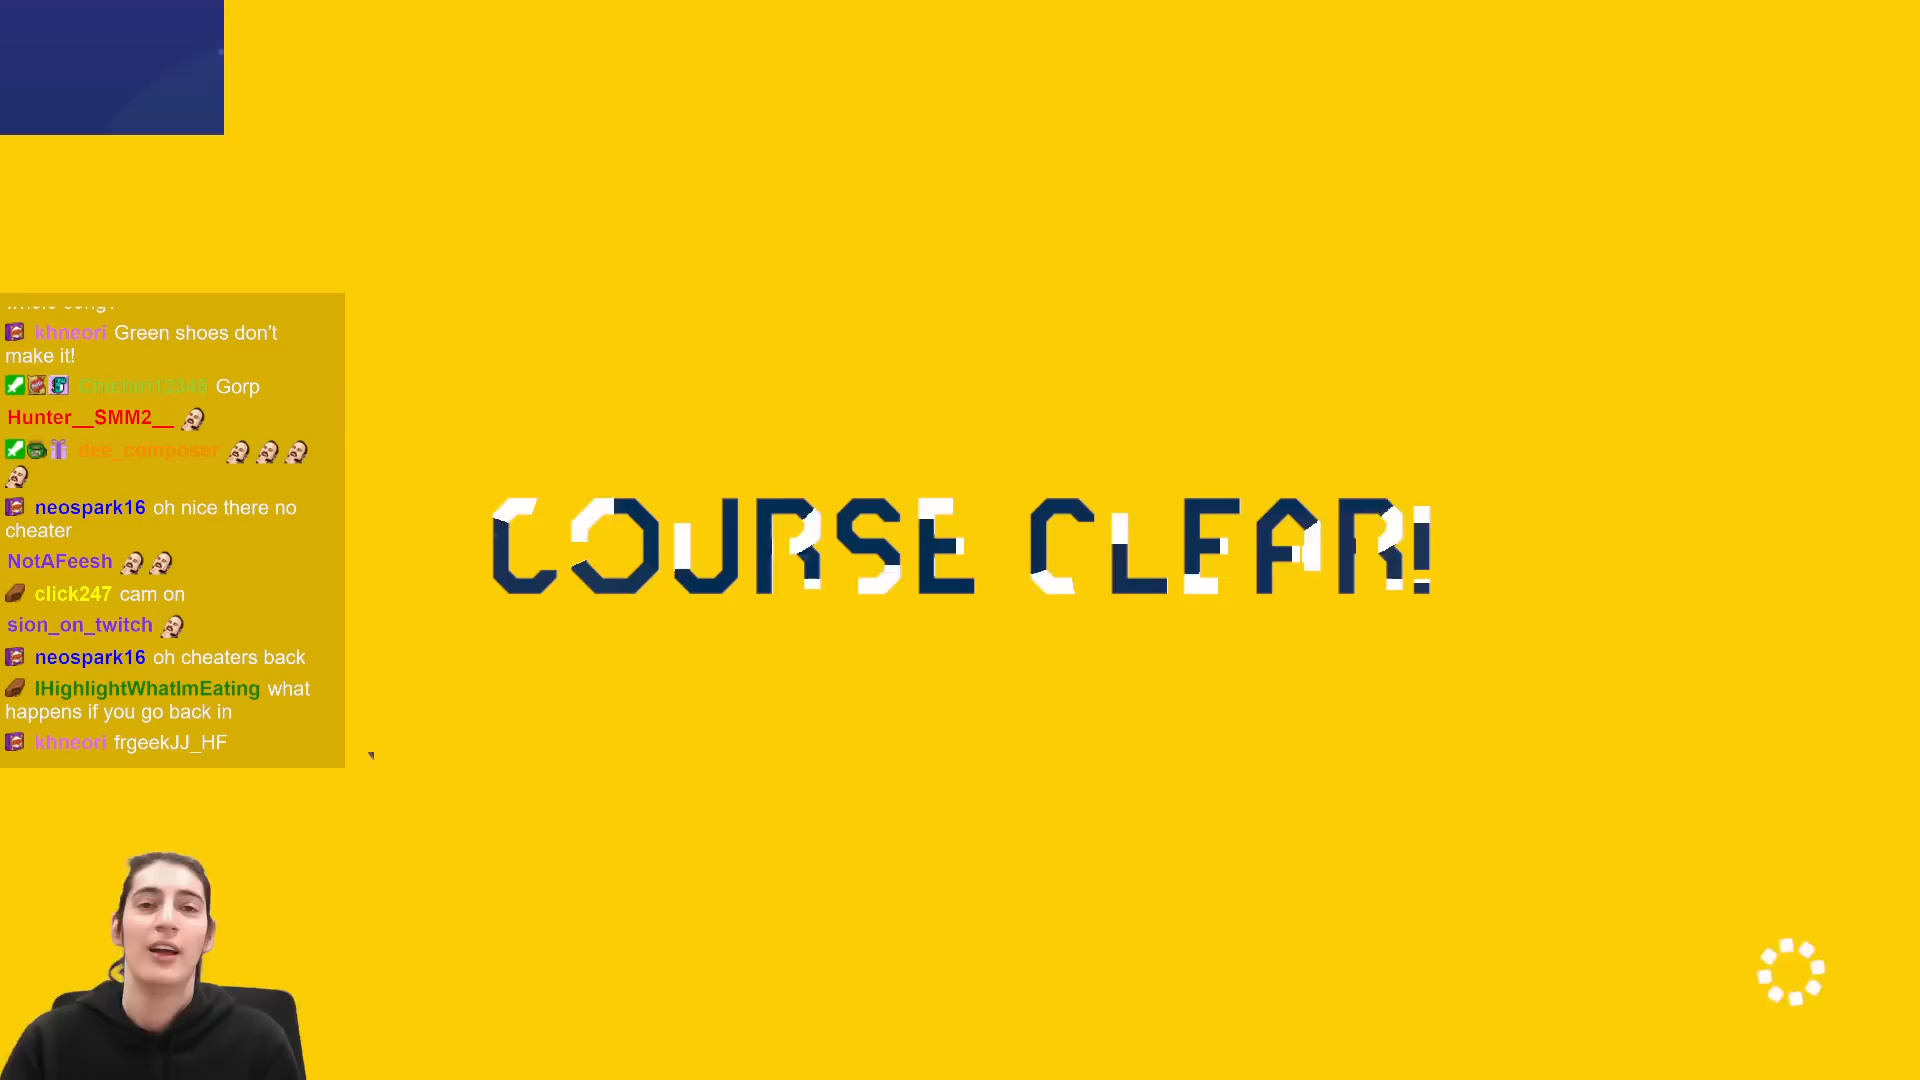 khneori Green shoes don't
make it!
Gorp
Hunter__SMM2__
dee_composer
neospark16 oh nice there no
cheater
NotAFeesh
click247 cam on
sion_on_twitch
neospark16 oh cheaters back
IHighlightWhatImEating what
happens if you go back in
khneori frgeekJJ_HF
COURSE CLEAR!